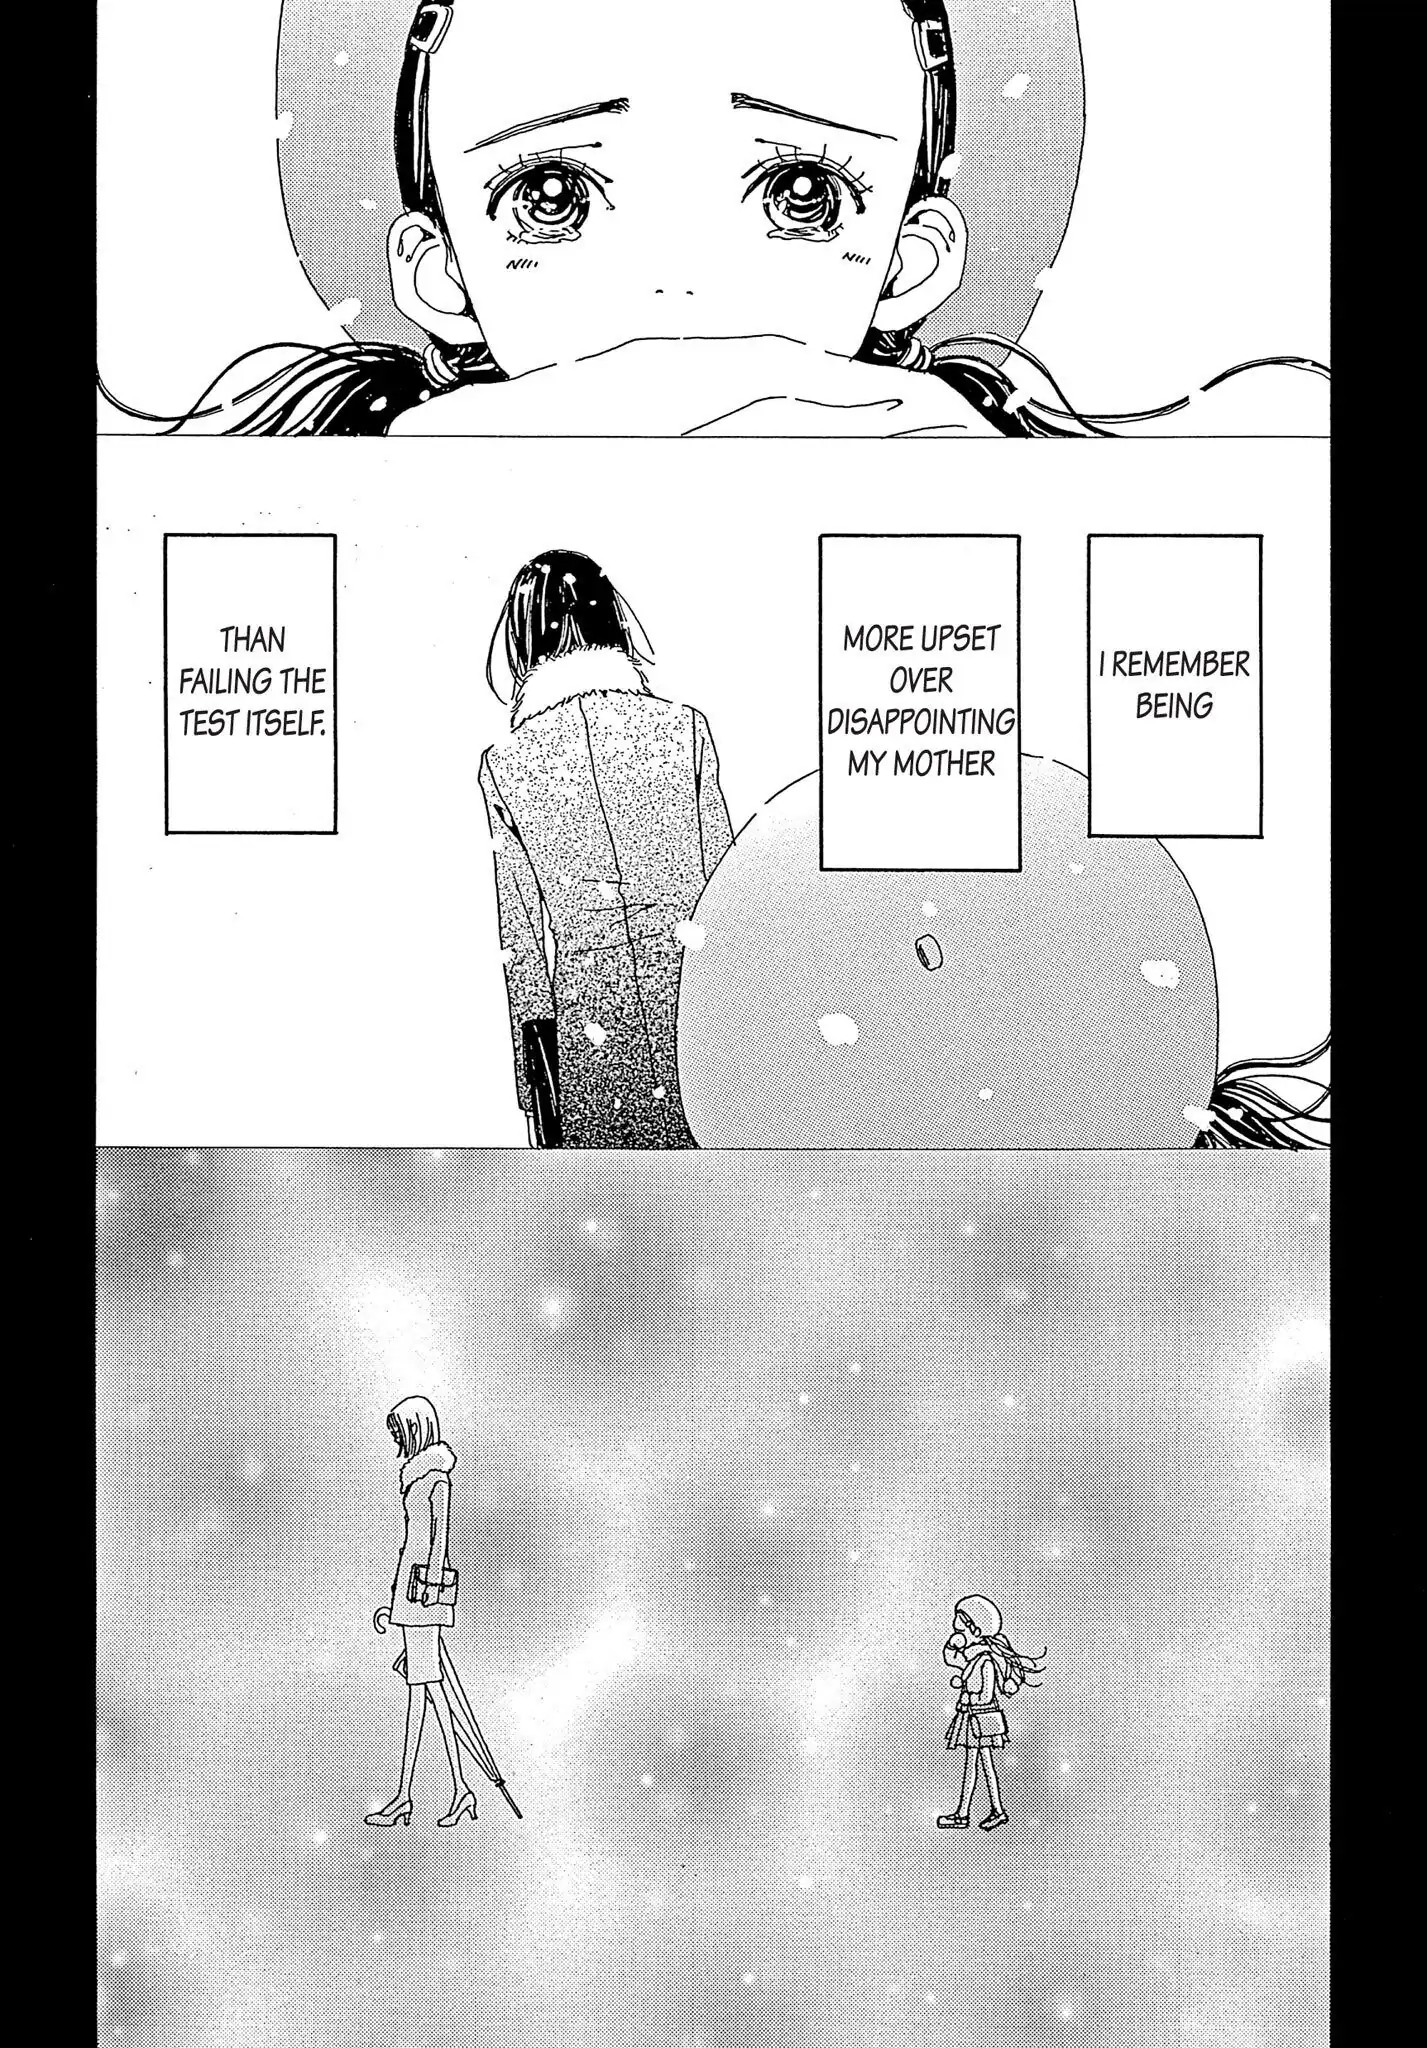 I REMEMBER
BEING
MORE UPSET
OVER
DISAPPOINTING
MY MOTHER
THAN
FAILING THE
TEST ITSELF.